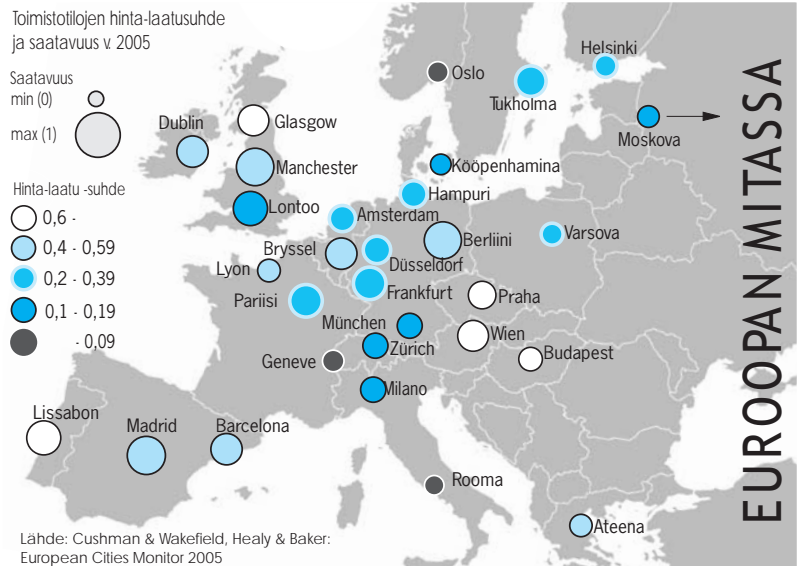 Toimistotilojen hinta-laatusuhde
ja saatavuus v. 2005
Saatavuus
min (0)
max (1)
Hinta-laatu -suhde
0,6 -
0,4 - 0,59
0,2 - 0,39
0,1 - 0,19
- 0,09
Oslo
Helsinki
Tukholma
Moskova
Dublin
Glasgow
Manchester
Kööpenhamina
Lontoo
Hampuri
Amsterdam
Bryssel
Berliini
Varsova
Düsseldorf
Lyon
Pariisi
Frankfurt
Praha
München
Wien
Zürich
Budapest
Geneve
Milano
Lissabon
Madrid
Barcelona
Rooma
Ateena
EUROOPAN MITASSA
Lähde: Cushman & Wakefield, Healy & Baker:
European Cities Monitor 2005